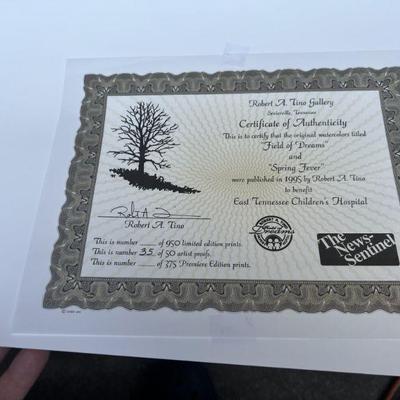 Robert A. Tino Gallery
Sevierville, Tennessee
Certificate of Authenticity
This is to certify that the original watercolors titled
"Field of Dreams"
and
"Spring Fever"
were published in 1995 by Robert A. Tino
to benefit
East Tennessee Children's Hospital
Robert A. Tino
This is number ___ of 950 limited edition prints.
This is number 35 of 50 artist proofs.
This is number ___ of 375 Premiere Edition prints.
Dreams
The
News-
Sentinel